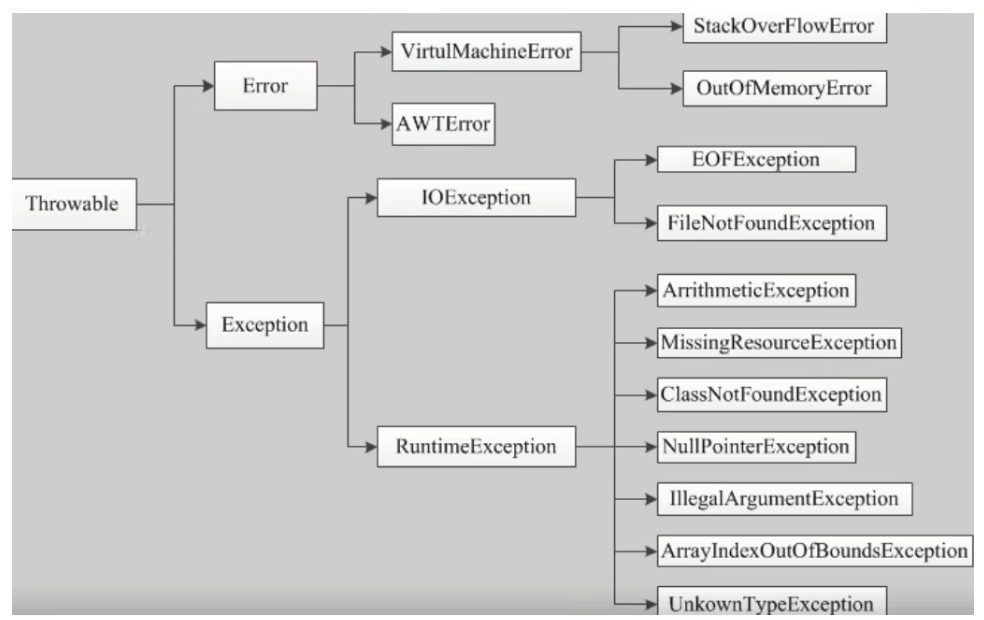 StackOverFlowError
VirtulMachineError
Error
OutOfMemoryError
AWTError
EOFException
IOException
Throwable
FileNotFoundException
ArrithmeticException
Exception
MissingResourceException
ClassNotFoundException
RuntimeException
NullPointerException
IllegalArgumentException
ArrayIndexOutOfBoundsException
UnkownTypeException